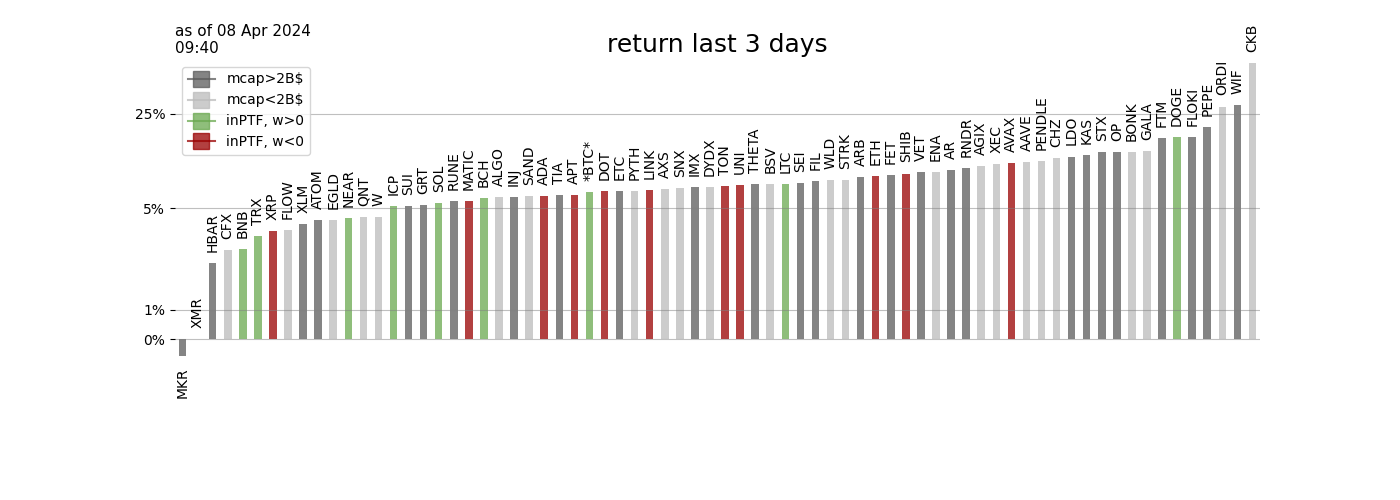 as of 08 Apr 2024
09:40
return last 3 days
mcap>2B$
mcap<2B$
inPTF, w>0
inPTF, w<0
25%
5%
1%
0%
MKR
XMR
HBAR
CFX
BNB
TRX
XRP
FLOW
XLM
ATOM
EGLD
NEAR
QNT
W
ICP
SUI
GRT
SOL
RUNE
MATIC
BCH
ALGO
INJ
SAND
ADA
TIA
APT
*BTC*
DOT
ETC
PYTH
LINK
AXS
SNX
IMX
DYDX
TON
UNI
THETA
BSV
LTC
SEI
FIL
WLD
STRK
ARB
ETH
FET
SHIB
VET
ENA
AR
RNDR
AGIX
XEC
AVAX
AAVE
PENDLE
CHZ
LDO
KAS
STX
OP
BONK
GALA
FTM
DOGE
FLOKI
PEPE
ORDI
WIF
CKB